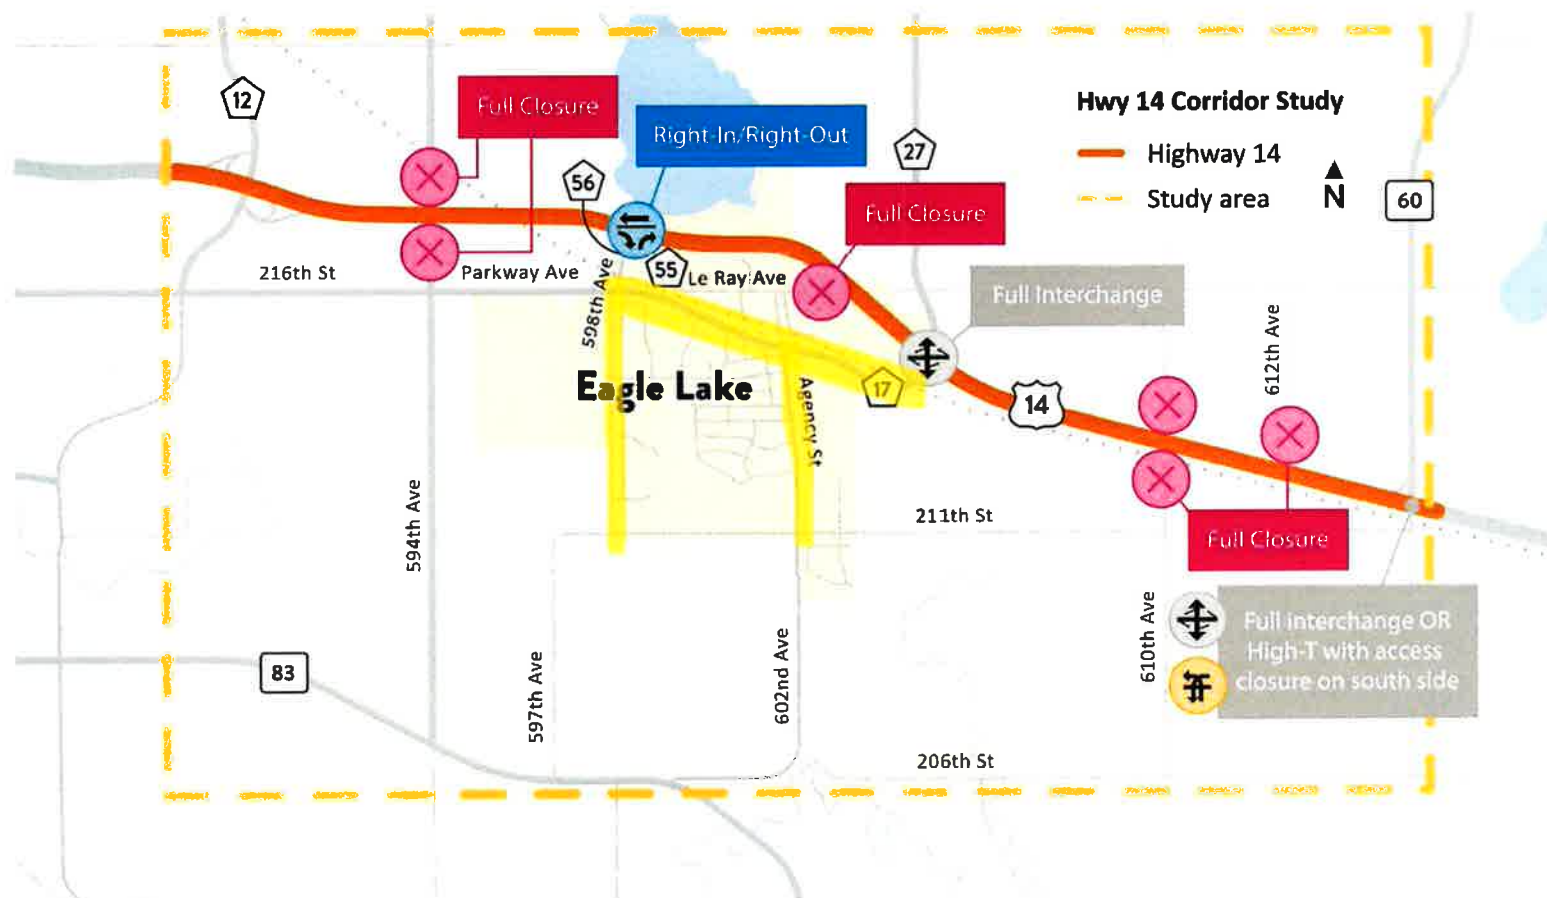 12
Full Closure
Right-In/Right-Out
56
27
Full Closure
Hwy 14 Corridor Study
Highway 14
Study area
N
60
216th St
Parkway Ave
598th Ave
55
Le Ray Ave
Full Interchange
612th Ave
Eagle Lake
17
14
Agency St
594th Ave
211th St
Full Closure
610th Ave
Full interchange OR
High-T with access
closure on south side
83
597th Ave
602nd Ave
206th St